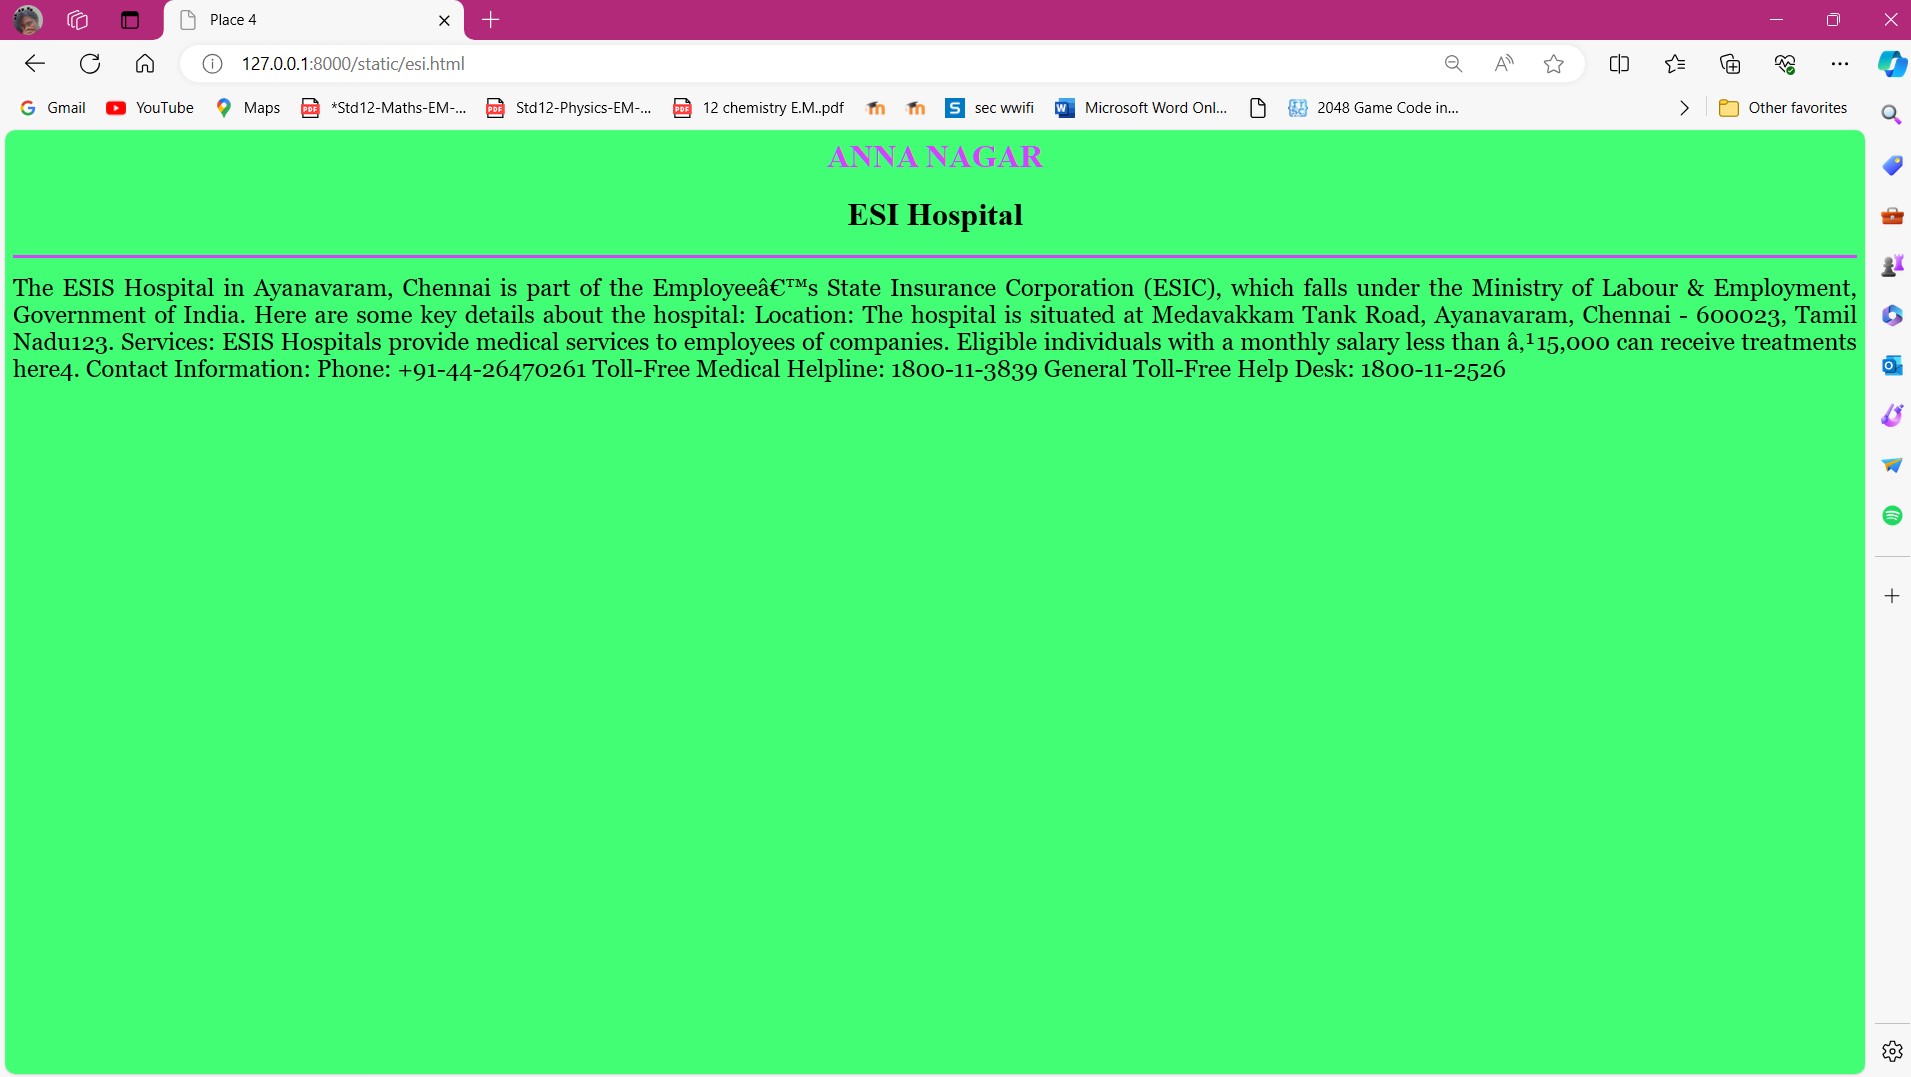 Place 4
127.0.0.1:8000/static/esi.html
Gmail YouTube Maps *Std12-Maths-EM-... Std12-Physics-EM-... 12 chemistry E.M..pdf sec wwifi Microsoft Word Onl... 2048 Game Code in... Other favorites
ANNA NAGAR
ESI Hospital
The ESIS Hospital in Ayanavaram, Chennai is part of the Employeeâ€™s State Insurance Corporation (ESIC), which falls under the Ministry of Labour & Employment,
Government of India. Here are some key details about the hospital: Location: The hospital is situated at Medavakkam Tank Road, Ayanavaram, Chennai - 600023, Tamil
Nadu123. Services: ESIS Hospitals provide medical services to employees of companies. Eligible individuals with a monthly salary less than â‚¹15,000 can receive treatments
here4. Contact Information: Phone: +91-44-26470261 Toll-Free Medical Helpline: 1800-11-3839 General Toll-Free Help Desk: 1800-11-2526